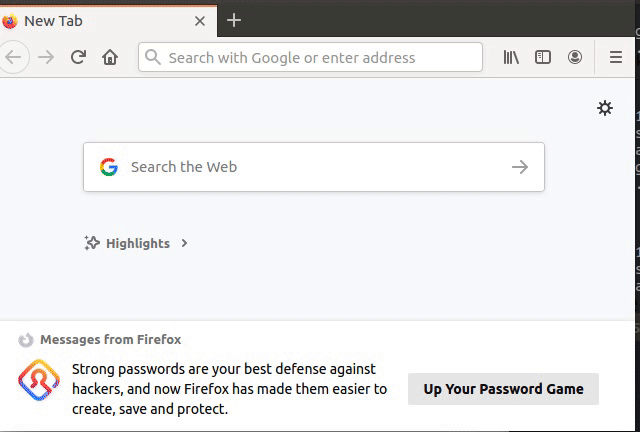 New Tab
Search with Google or enter address
Search the Web
Highlights
Messages from Firefox
Strong passwords are your best defense against
hackers, and now Firefox has made them easier to
create, save and protect.
Up Your Password Game